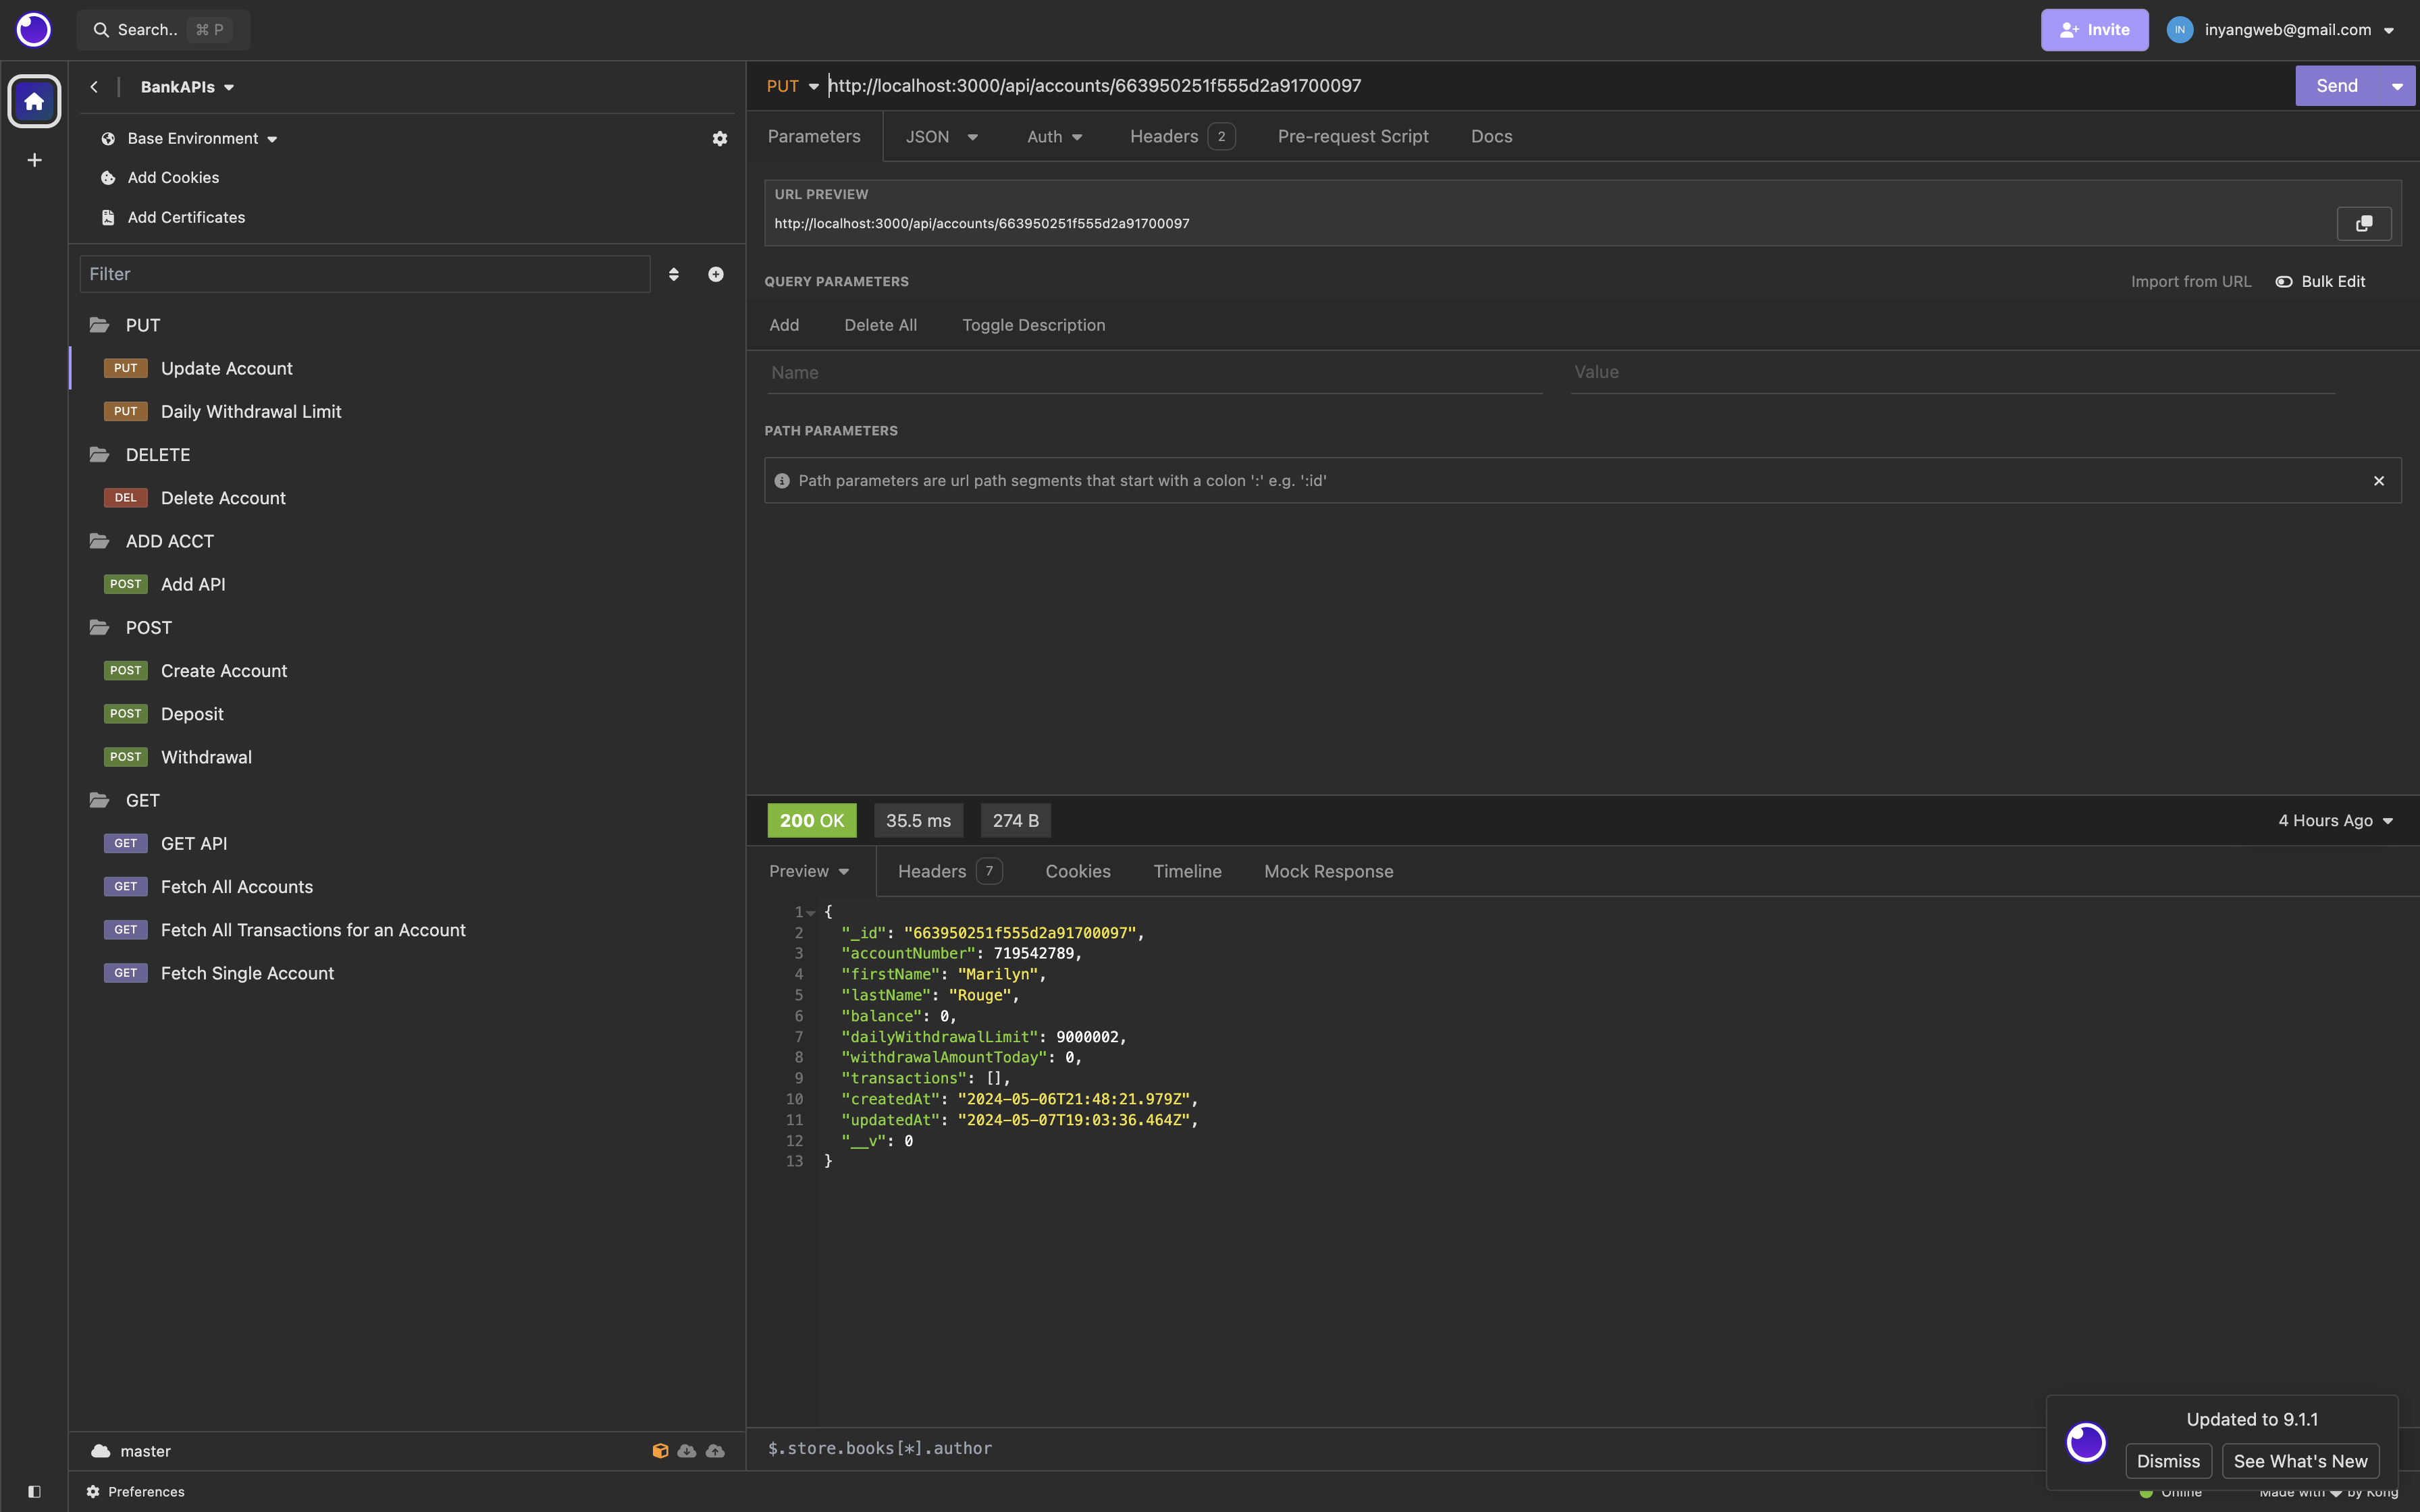 Search.. ⌘ P
Invite
IN
inyangweb@gmail.com
BankAPIs
Base Environment
Add Cookies
Add Certificates
Filter
PUT
PUT Update Account
PUT Daily Withdrawal Limit
DELETE
DEL Delete Account
ADD ACCT
POST Add API
POST
POST Create Account
POST Deposit
POST Withdrawal
GET
GET GET API
GET Fetch All Accounts
GET Fetch All Transactions for an Account
GET Fetch Single Account
master
Preferences
PUT http://localhost:3000/api/accounts/663950251f555d2a91700097
Send
Parameters JSON Auth Headers 2 Pre-request Script Docs
URL PREVIEW
http://localhost:3000/api/accounts/663950251f555d2a91700097
QUERY PARAMETERS
Import from URL Bulk Edit
Add Delete All Toggle Description
Name Value
PATH PARAMETERS
Path parameters are url path segments that start with a colon ':' e.g. ':id'
200 OK 35.5 ms 274 B
4 Hours Ago
Preview Headers 7 Cookies Timeline Mock Response
1 {
2 "_id": "663950251f555d2a91700097",
3 "accountNumber": 719542789,
4 "firstName": "Marilyn",
5 "lastName": "Rouge",
6 "balance": 0,
7 "dailyWithdrawalLimit": 9000002,
8 "withdrawalAmountToday": 0,
9 "transactions": [],
10 "createdAt": "2024-05-06T21:48:21.979Z",
11 "updatedAt": "2024-05-07T19:03:36.464Z",
12 "__v": 0
13 }
$.store.books[*].author
Updated to 9.1.1
Dismiss See What's New
Online Made with ❤ by Kong